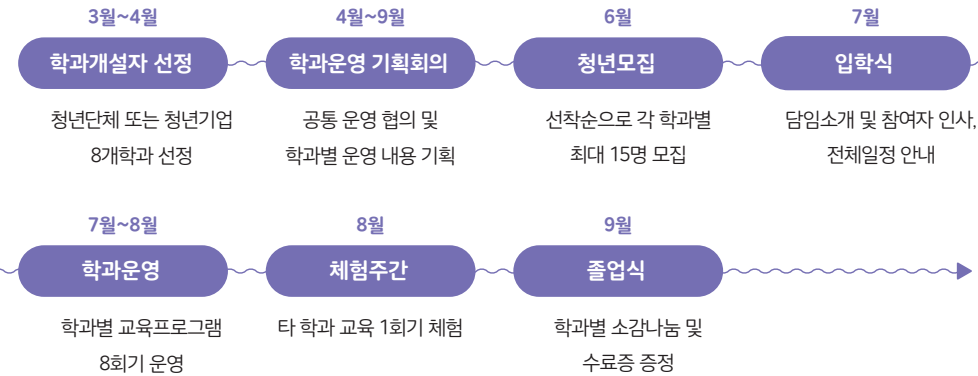 3월~4월
학과개설자 선정
청년단체 또는 청년기업
8개학과 선정
4월~9월
학과운영 기획회의
공통 운영 협의 및
학과별 운영 내용 기획
6월
청년모집
선착순으로 각 학과별
최대 15명 모집
7월
입학식
담임소개 및 참여자 인사,
전체일정 안내
7월~8월
학과운영
학과별 교육프로그램
8회기 운영
8월
체험주간
타 학과 교육 1회기 체험
9월
졸업식
학과별 소감나눔 및
수료증 증정